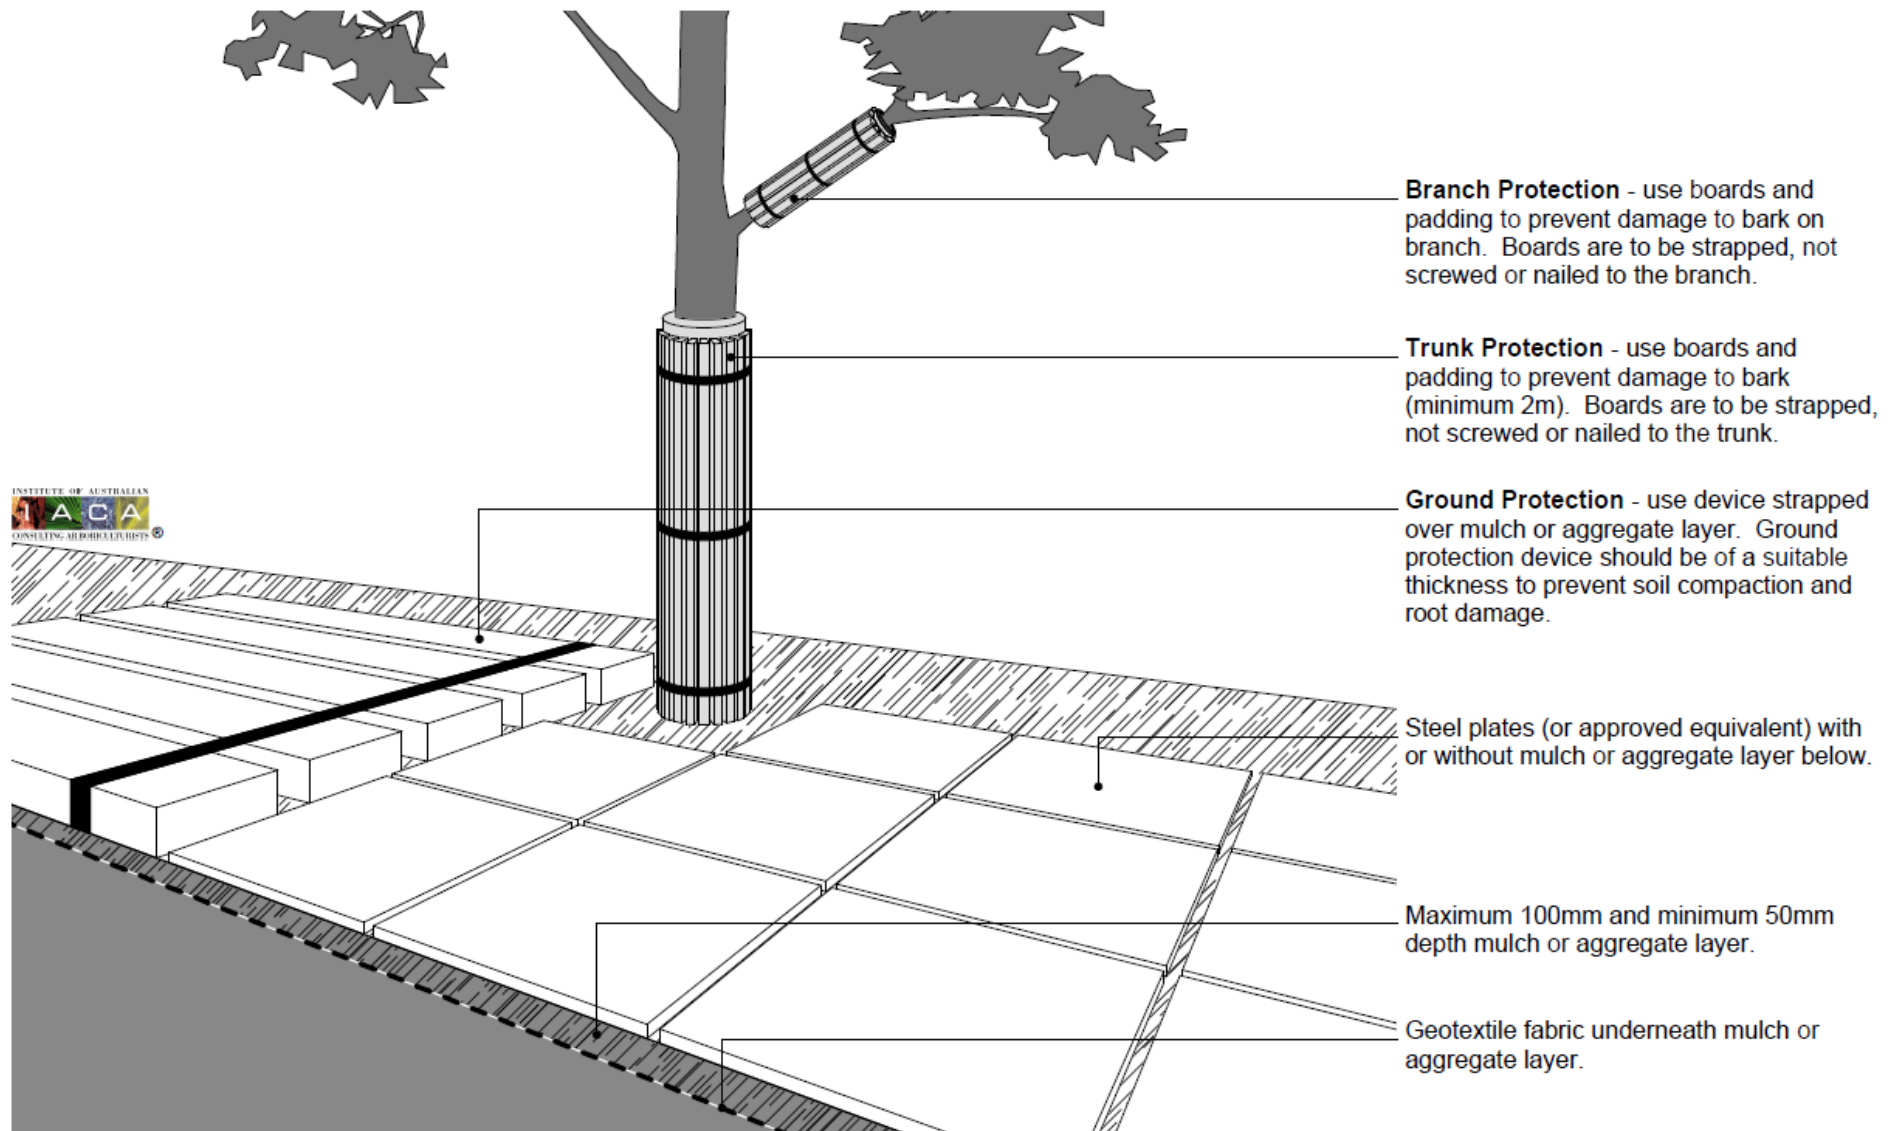 Branch Protection - use boards and
padding to prevent damage to bark on
branch. Boards are to be strapped, not
screwed or nailed to the branch.
Trunk Protection - use boards and
padding to prevent damage to bark
(minimum 2m). Boards are to be strapped,
not screwed or nailed to the trunk.
INSTITUTE OF AUSTRALIAN
IACA
CONSULTING ARBORICULTURISTS ®
Ground Protection - use device strapped
over mulch or aggregate layer. Ground
protection device should be of a suitable
thickness to prevent soil compaction and
root damage.
Steel plates (or approved equivalent) with
or without mulch or aggregate layer below.
Maximum 100mm and minimum 50mm
depth mulch or aggregate layer.
Geotextile fabric underneath mulch or
aggregate layer.